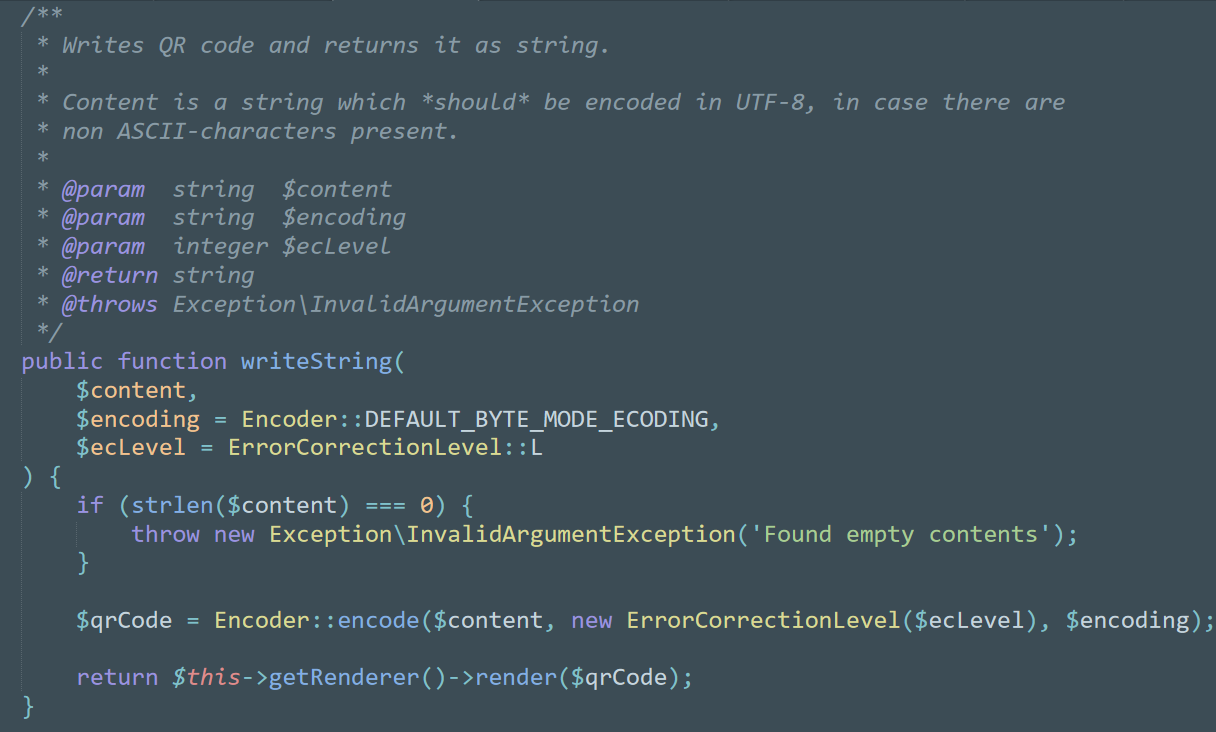 /**
 * Writes QR code and returns it as string.
 *
 * Content is a string which *should* be encoded in UTF-8, in case there are
 * non ASCII-characters present.
 *
 * @param  string  $content
 * @param  string  $encoding
 * @param  integer $ecLevel
 * @return string
 * @throws Exception\InvalidArgumentException
 */
public function writeString(
    $content,
    $encoding = Encoder::DEFAULT_BYTE_MODE_ECODING,
    $ecLevel = ErrorCorrectionLevel::L
) {
    if (strlen($content) === 0) {
        throw new Exception\InvalidArgumentException('Found empty contents');
    }

    $qrCode = Encoder::encode($content, new ErrorCorrectionLevel($ecLevel), $encoding);

    return $this->getRenderer()->render($qrCode);
}